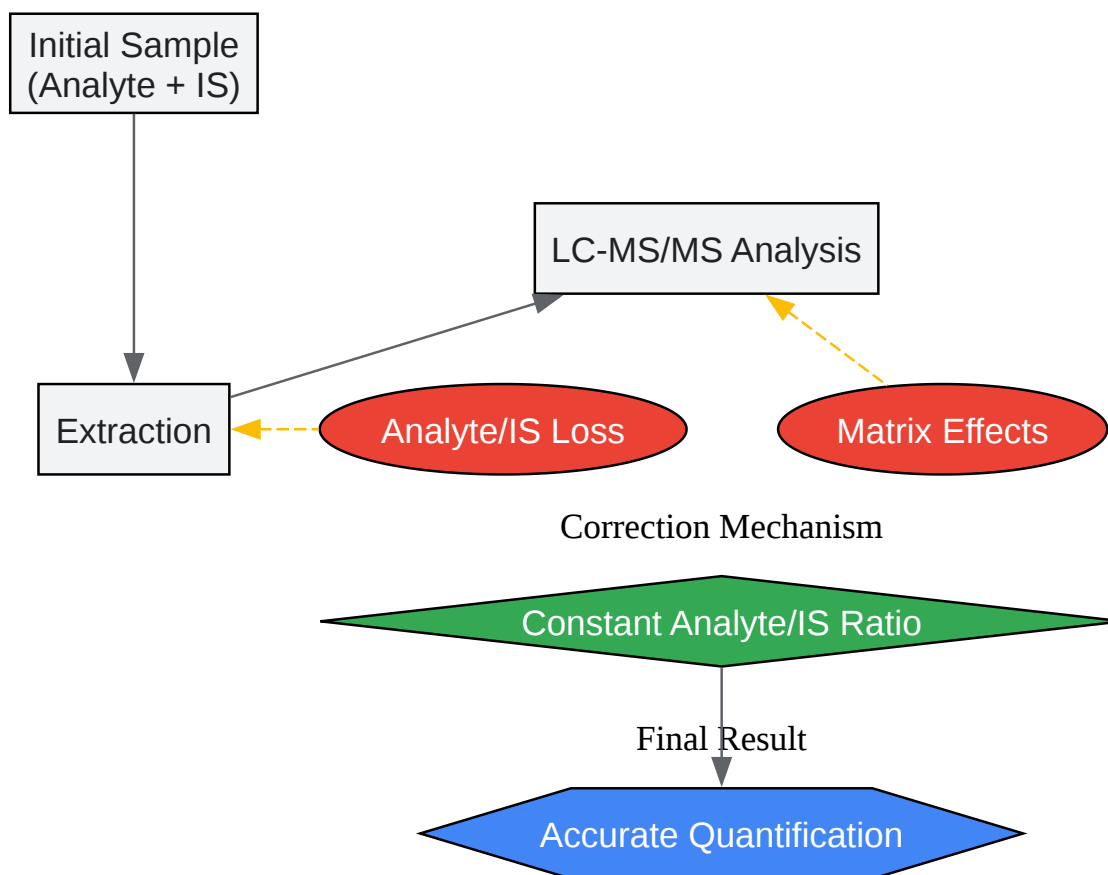 Initial Sample
(Analyte + IS)
LC-MS/MS Analysis
Extraction
Analyte/IS Loss
Matrix Effects
Correction Mechanism
Constant Analyte/IS Ratio
Final Result
Accurate Quantification